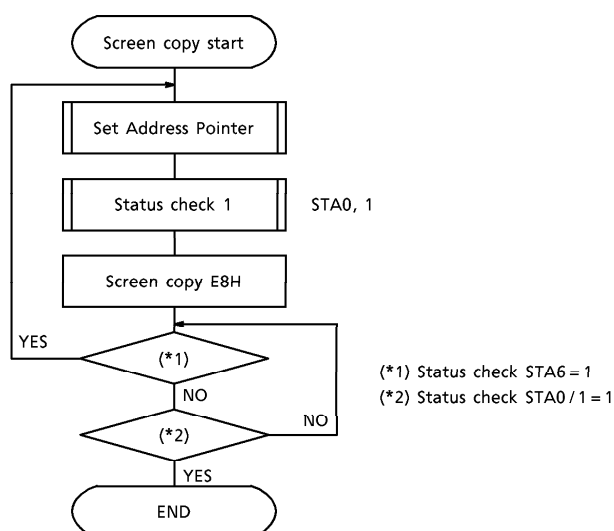 Screen copy start
Set Address Pointer
Status check 1
STA0, 1
Screen copy E8H
YES
(*1)
(*1) Status check STA6 = 1
NO
(*2) Status check STA0 / 1 = 1
NO
(*2)
YES
END